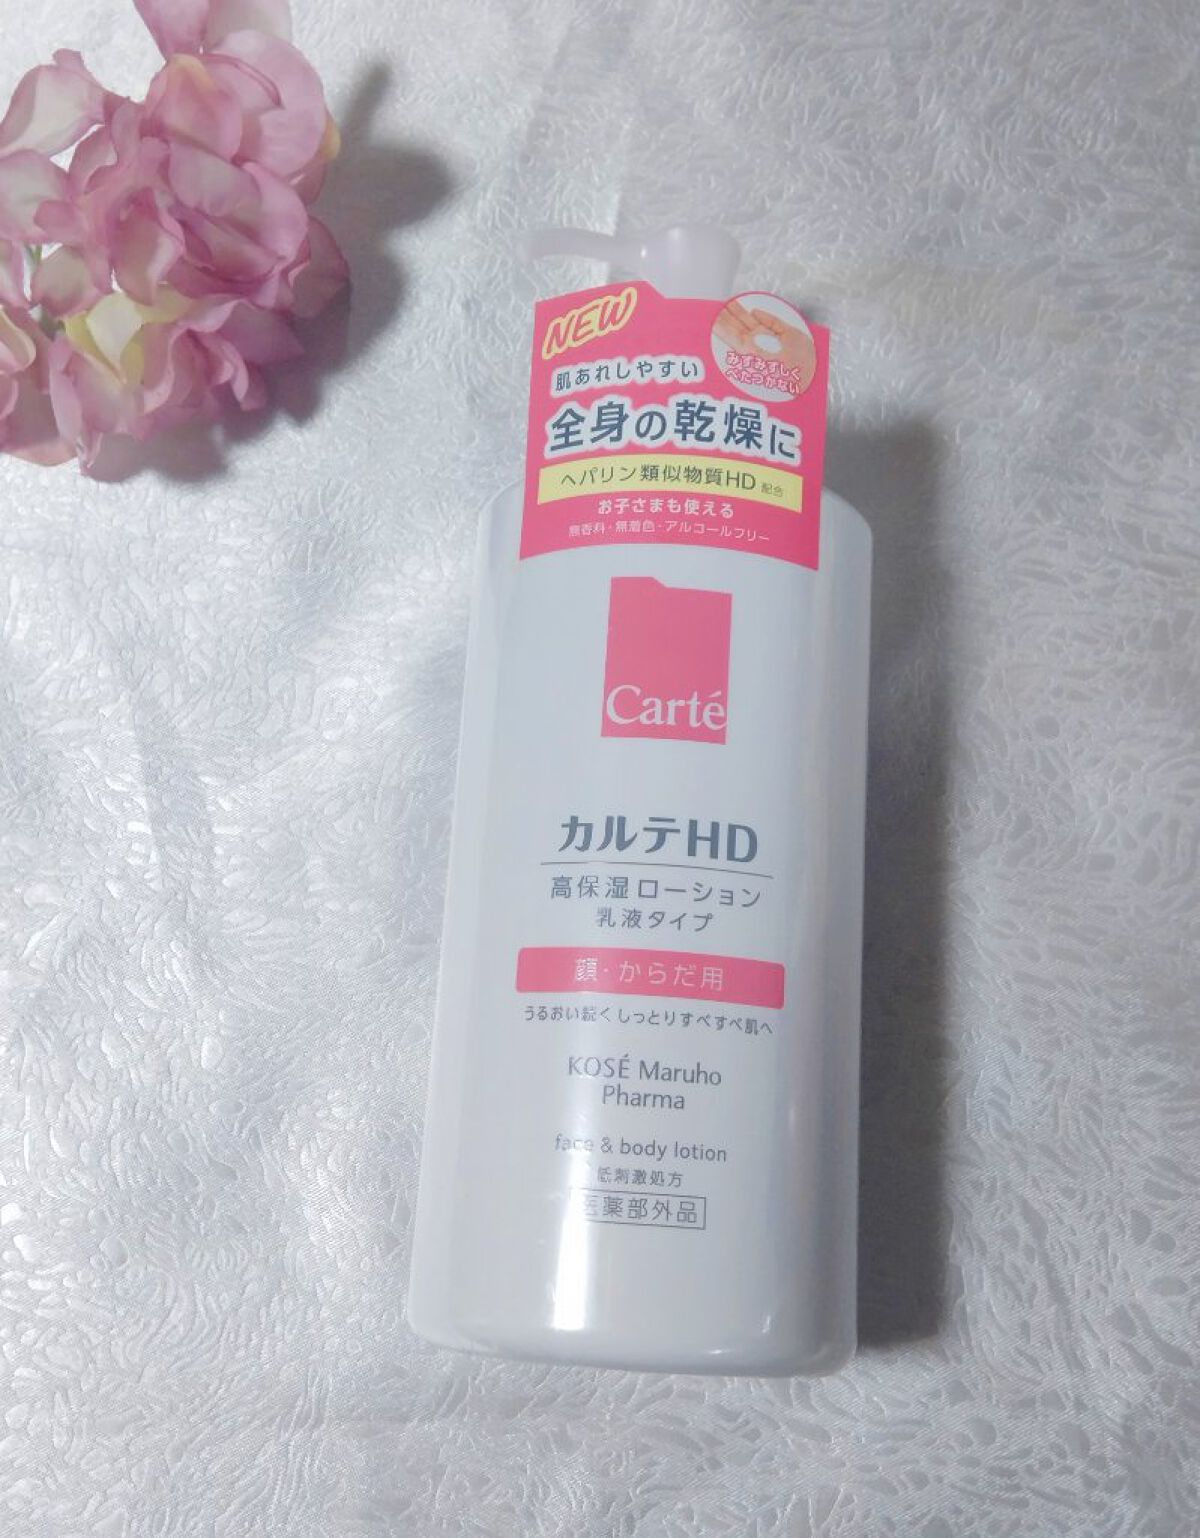 NEW
みずみずしく
べたつかない
肌あれしやすい
全身の乾燥に
ヘパリン類似物質HD 配合
お子さまも使える
無香料・無着色・アルコールフリー
Carté
カルテHD
高保湿ローション
乳液タイプ
顔・からだ用
うるおい続くしっとりすべすべ肌へ
KOSÉ Maruho
Pharma
face & body lotion
低刺激処方
医薬部外品